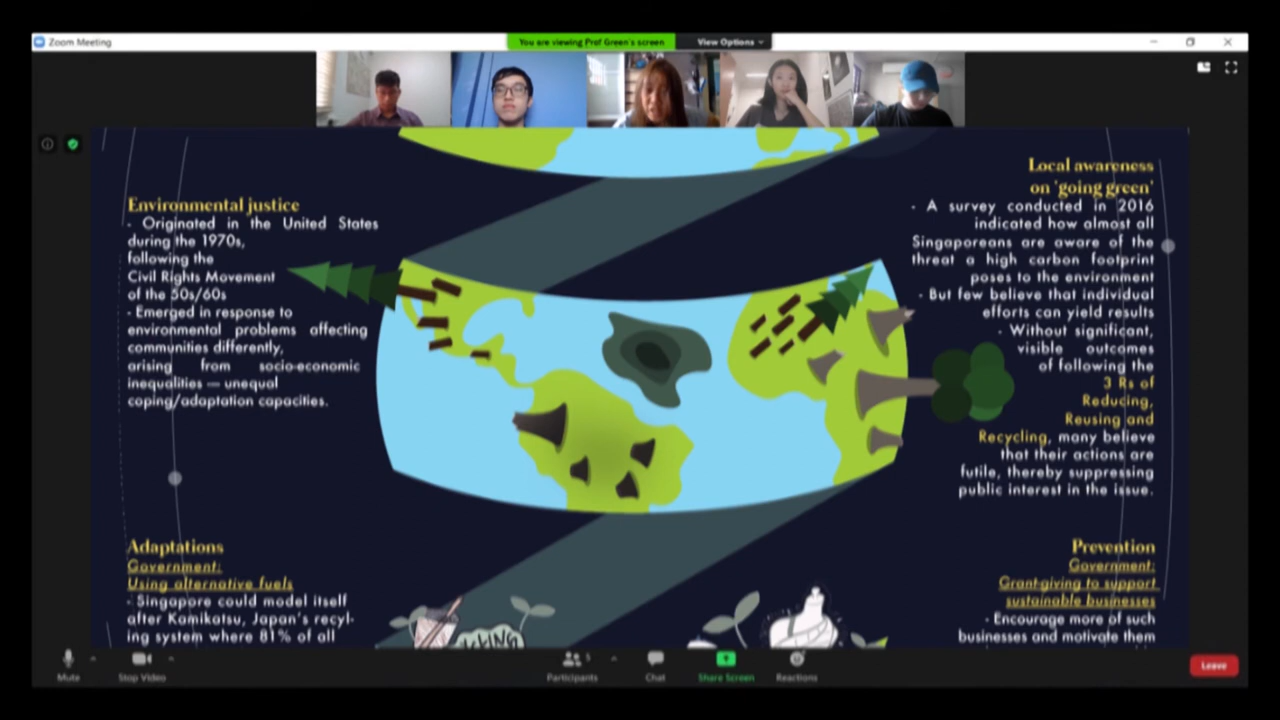 Zoom Meeting
You are viewing Prof Green's screen
View Options
Environmental justice
- Originated in the United States
during the 1970s,
following the
Civil Rights Movement
of the 50s/60s
- Emerged in response to
environmental problems affecting
communities differently,
arising from socio-economic
inequalities — unequal
coping/adaptation capacities.
Local awareness
on 'going green'
- A survey conducted in 2016
indicated how almost all
Singaporeans are aware of the
threat a high carbon footprint
poses to the environment
- But few believe that individual
efforts can yield results
- Without significant,
visible outcomes
of following the
3 Rs of
Reducing,
Reusing and
Recycling, many believe
that their actions are
futile, thereby suppressing
public interest in the issue.
Adaptations
Government:
Using alternative fuels
- Singapore could model itself
after Kamikatsu, Japan's recycl-
ing system where 81% of all
Prevention
Government:
Grant-giving to support
sustainable businesses
- Encourage more of such
businesses and motivate them
Mute
Stop Video
Participants
5
Chat
Share Screen
Reactions
Leave